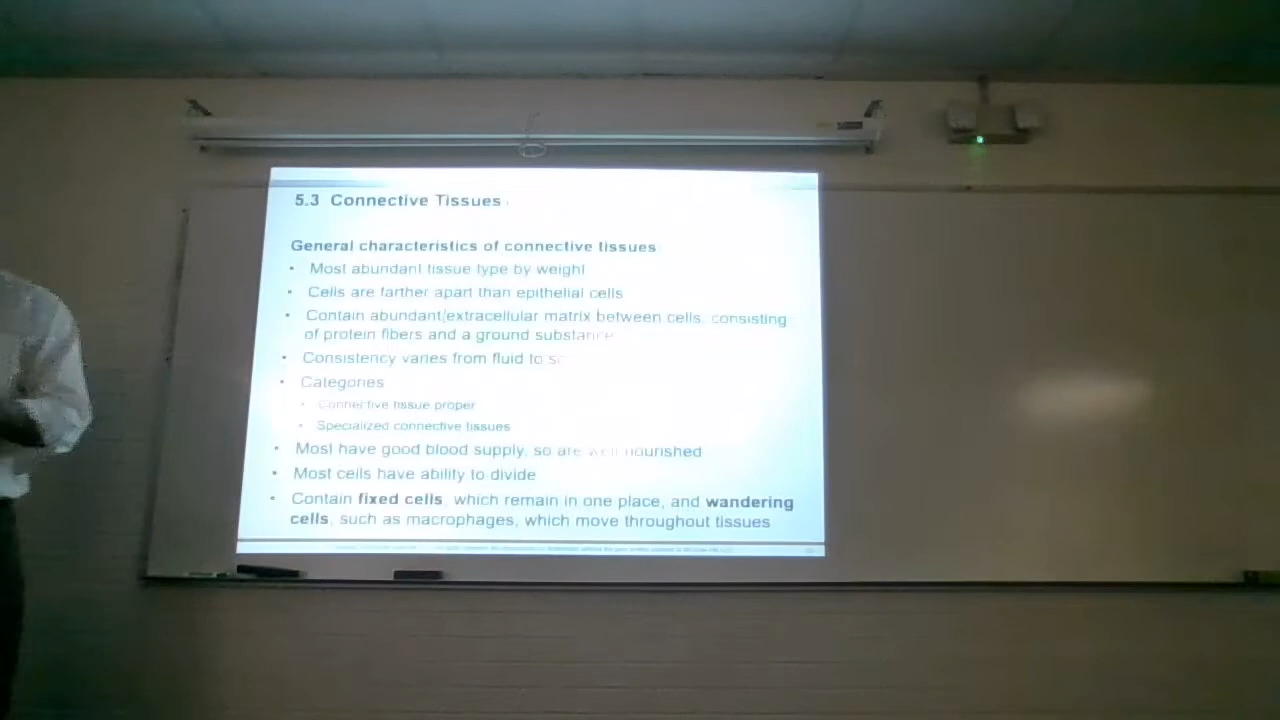 5.3 Connective Tissues
General characteristics of connective tissues
• Most abundant tissue type by weight
• Cells are farther apart than epithelial cells
• Contain abundant extracellular matrix between cells, consisting
of protein fibers and a ground substance
• Consistency varies from fluid to
• Categories
• Connective tissue proper
• Specialized connective tissues
• Most have good blood supply, so are well nourished
• Most cells have ability to divide
• Contain fixed cells, which remain in one place, and wandering
cells, such as macrophages, which move throughout tissues